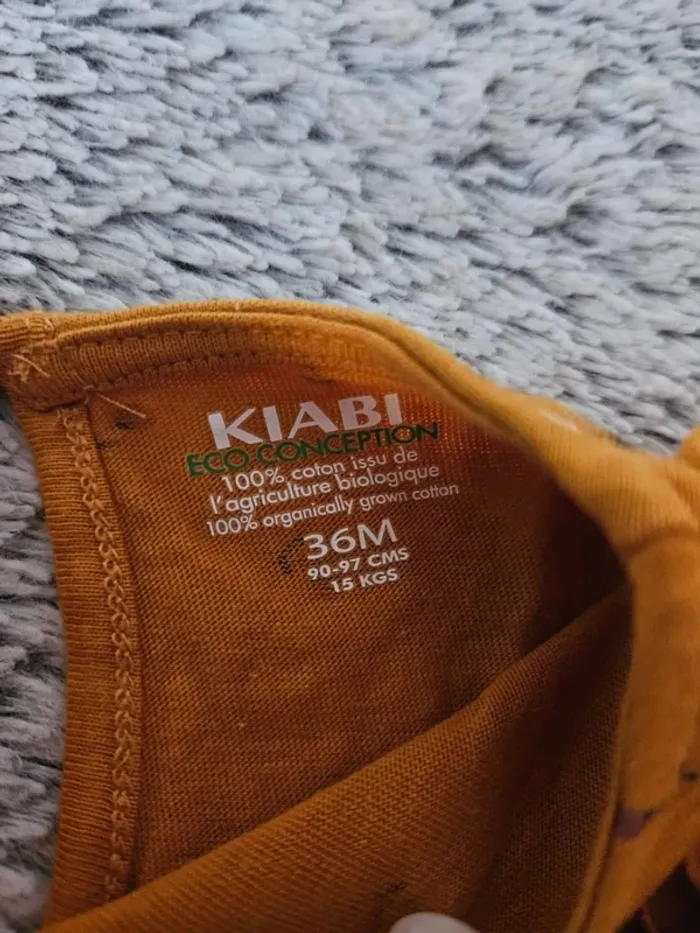 KIABI
ECO CONCEPTION
100% coton issu de
l'agriculture biologique
100% organically grown cotton
36M
90-97 CMS
15 KGS